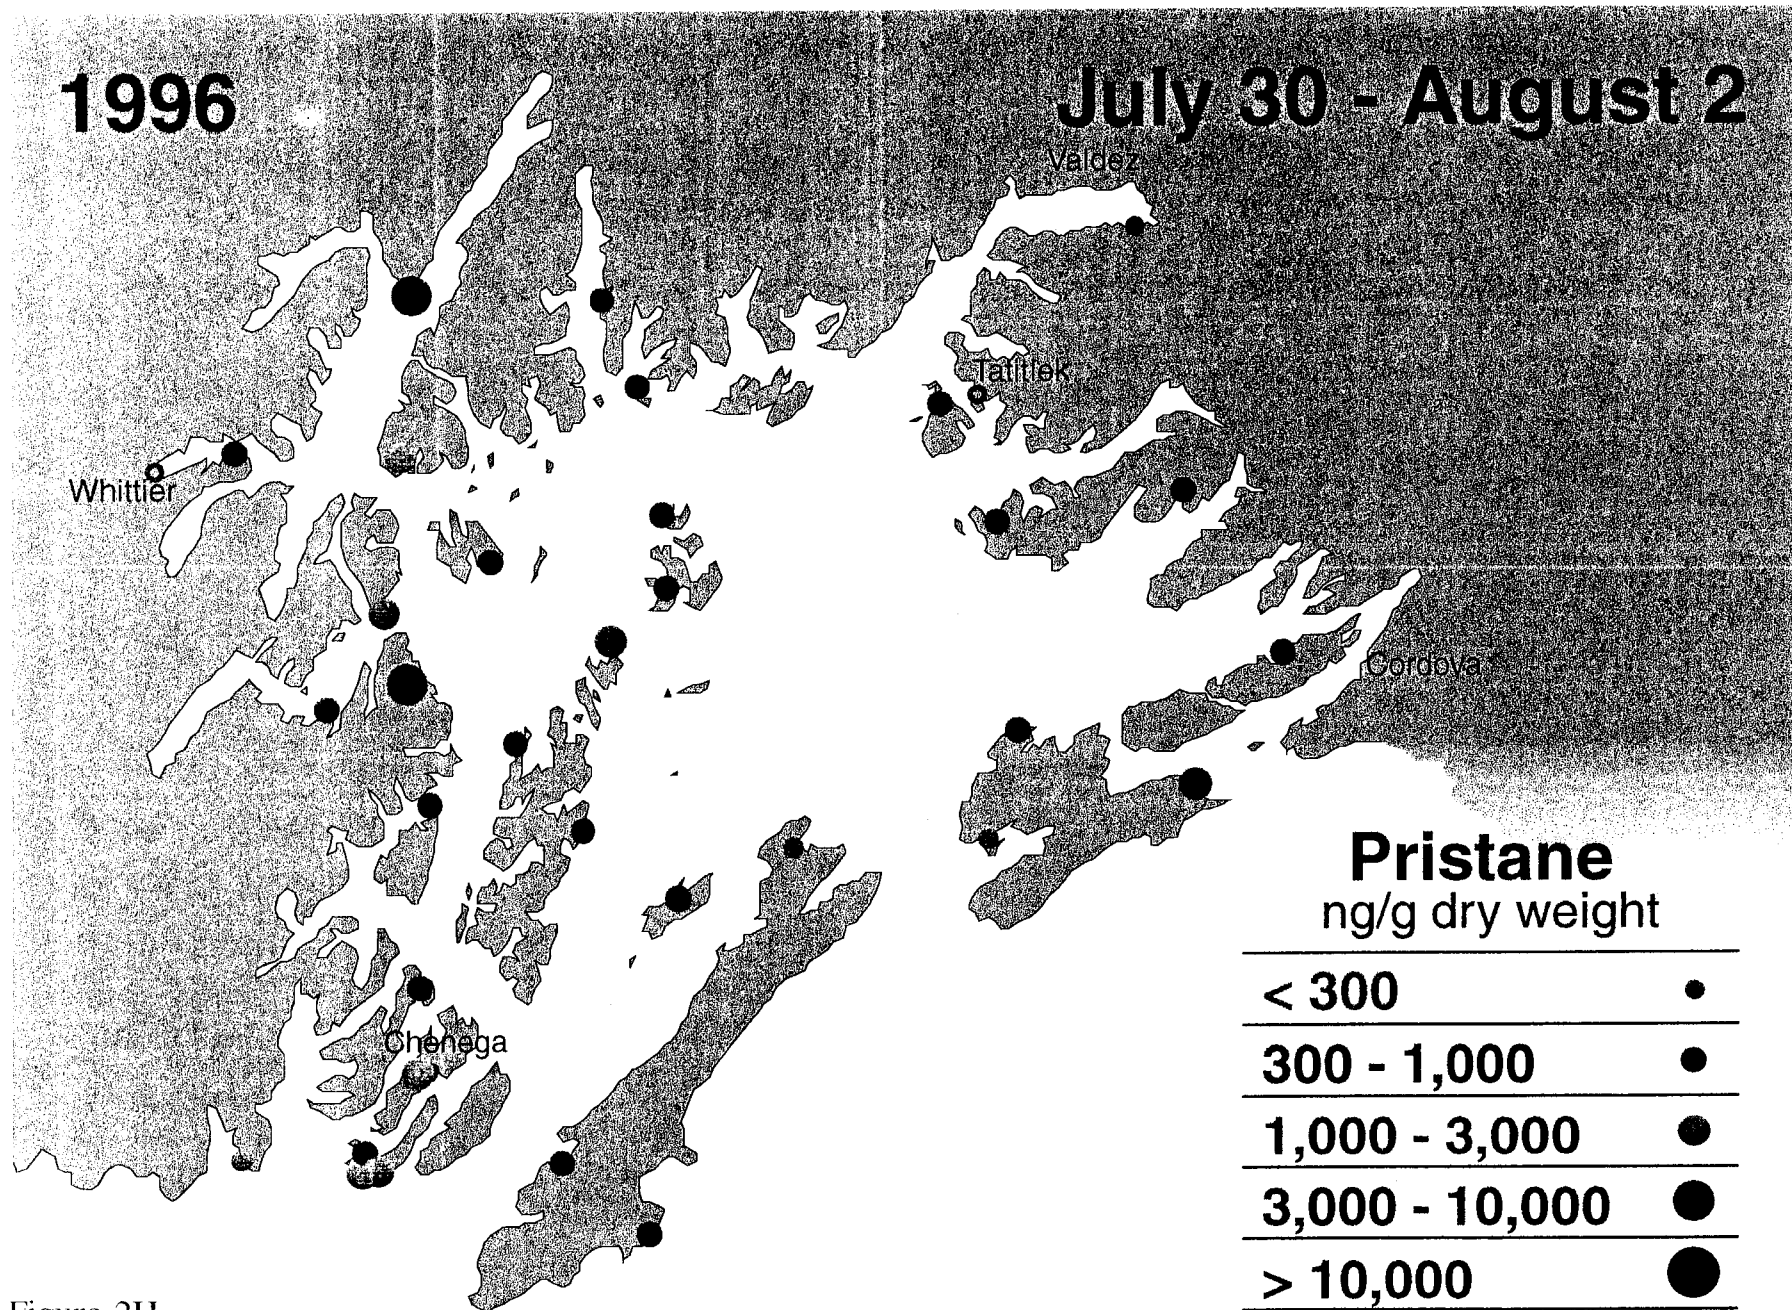 1996
July 30 - August 2
Valdez
Tatitlek
Whittier
Cordova
Chenega
Pristane
ng/g dry weight
< 300
300 - 1,000
1,000 - 3,000
3,000 - 10,000
> 10,000